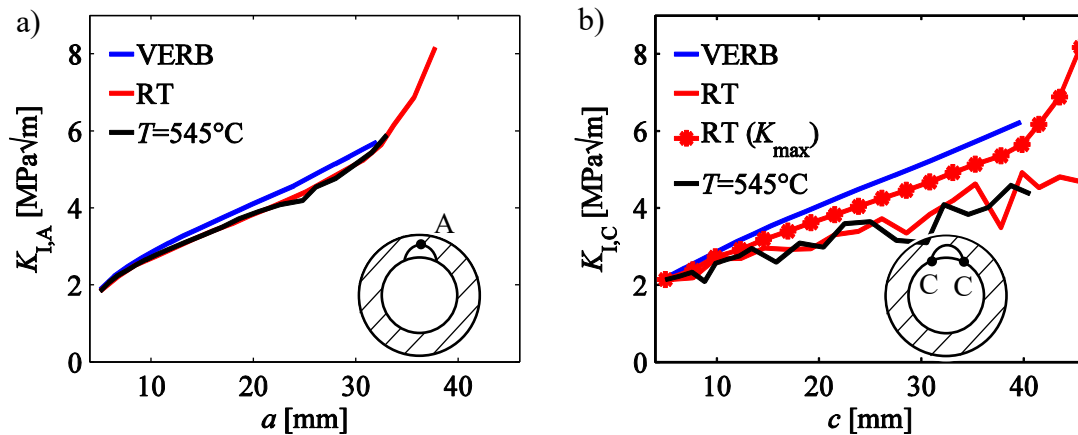 a)
8
6
4
2
0
K_I,A [MPa√m]
VERB
RT
T=545°C
A
10
20
30
40
a [mm]
b)
8
6
4
2
0
K_I,C [MPa√m]
VERB
RT
RT (K_max)
T=545°C
C C
10
20
30
40
c [mm]